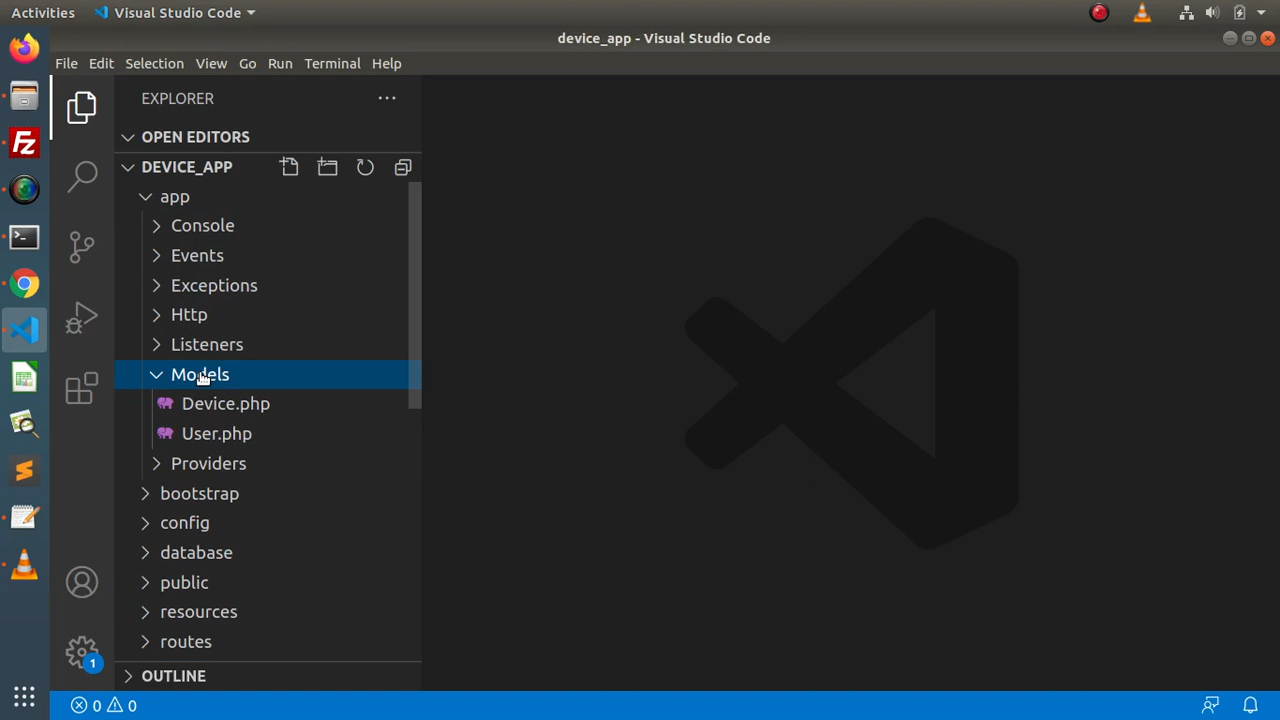 Activities Visual Studio Code
device_app - Visual Studio Code
File Edit Selection View Go Run Terminal Help
EXPLORER
OPEN EDITORS
DEVICE_APP
app
Console
Events
Exceptions
Http
Listeners
Models
Device.php
User.php
Providers
bootstrap
config
database
public
resources
routes
1
OUTLINE
0 0